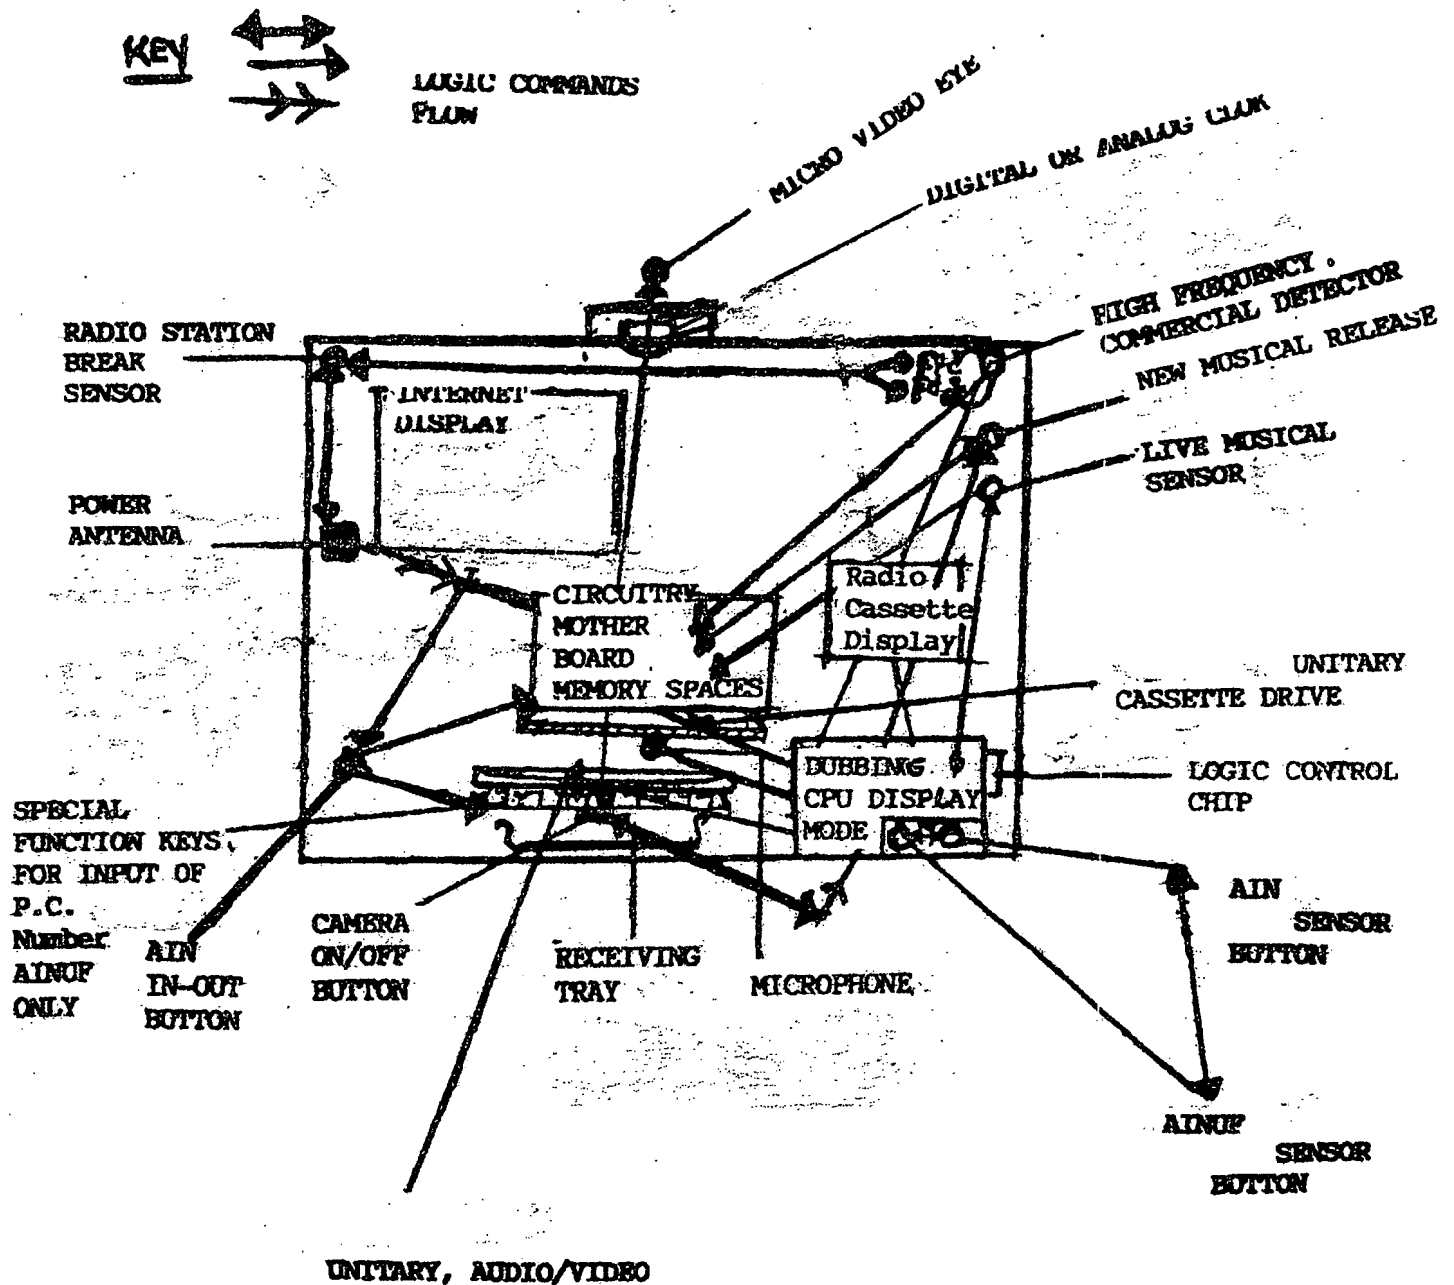 KEY
LOGIC COMMANDS
FLOW
MICRO VIDEO EYE
DIGITAL OR ANALOG CLOK
HIGH FREQUENCY.
COMMERCIAL DETECTOR
NEW MUSICAL RELEASE
LIVE MUSICAL
SENSOR
RADIO STATION
BREAK
SENSOR
INTERNET
DISPLAY
POWER
ANTENNA
CIRCUITRY
MOTHER
BOARD
MEMORY SPACES
Radio
Cassette
Display
UNITARY
CASSETTE DRIVE
DUBBING
CPU DISPLAY
MODE
LOGIC CONTROL
CHIP
SPECIAL
FUNCTION KEYS
FOR INPUT OF
P.C.
Number
AINUF
ONLY
AIN
IN-OUT
BUTTON
CAMERA
ON/OFF
BUTTON
RECEIVING
TRAY
MICROPHONE
AIN
SENSOR
BUTTON
AINUF
SENSOR
BUTTON
UNITARY, AUDIO/VIDEO